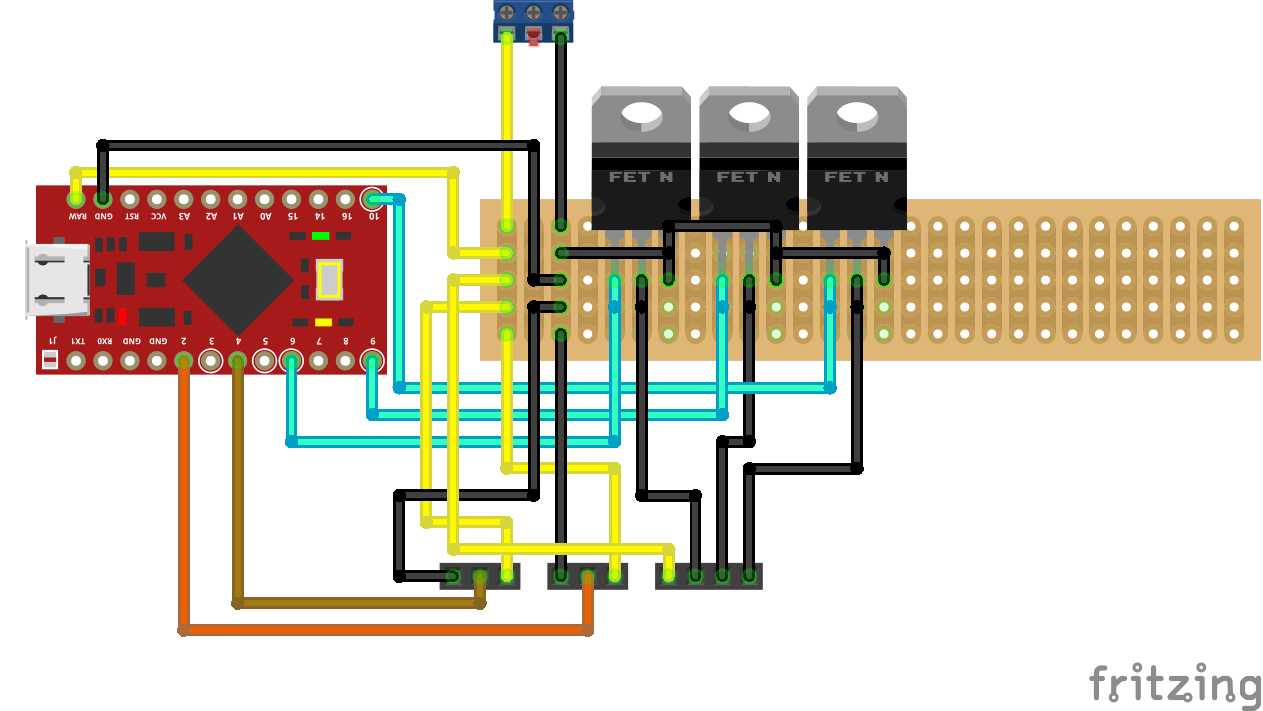 FET N FET N FET N
RAW GND RST VCC A3 A2 A1 A0 15 14 16 10
J1 TX1 RX0 GND GND 2 3 4 5 6 7 8 9
fritzing